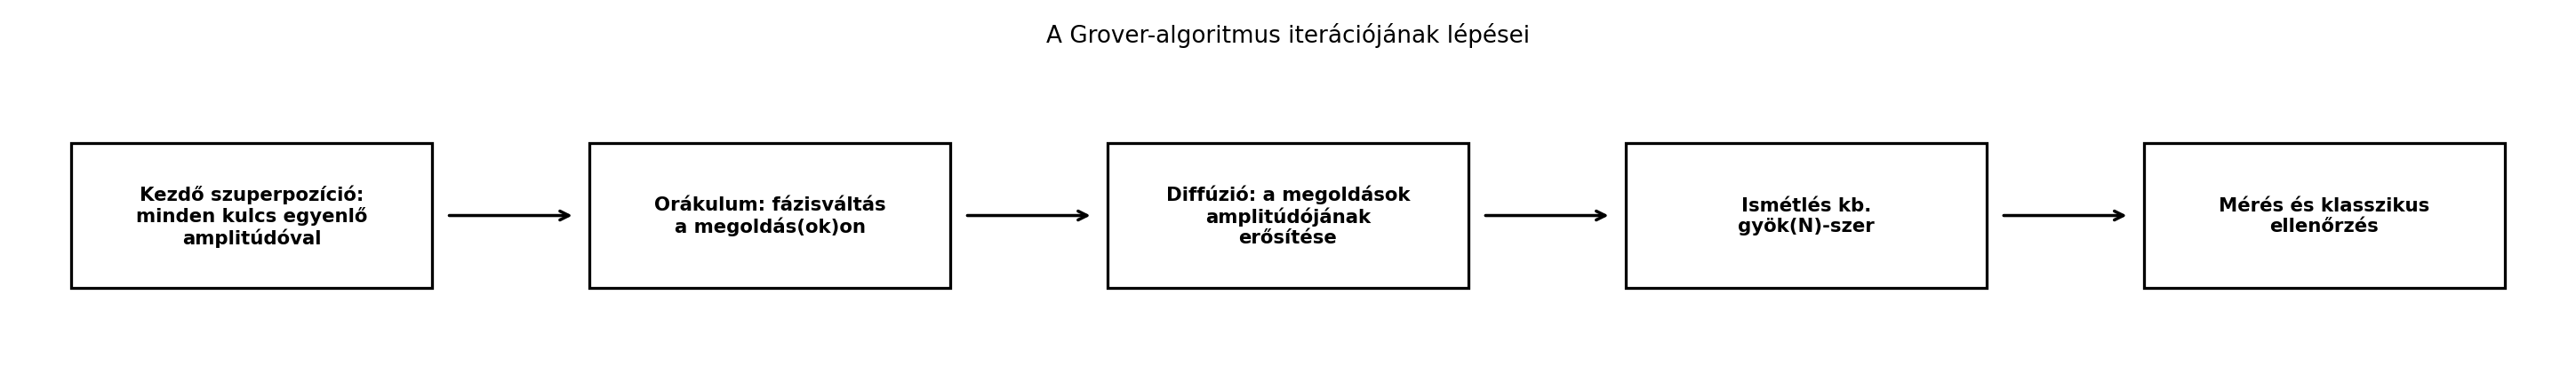 A Grover-algoritmus iterációjának lépései
Kezdő szuperpozíció:
minden kulcs egyenlő
amplitúdóval
Orákulum: fázisváltás
a megoldás(ok)on
Diffúzió: a megoldások
amplitúdójának
erősítése
Ismétlés kb.
gyök(N)-szer
Mérés és klasszikus
ellenőrzés